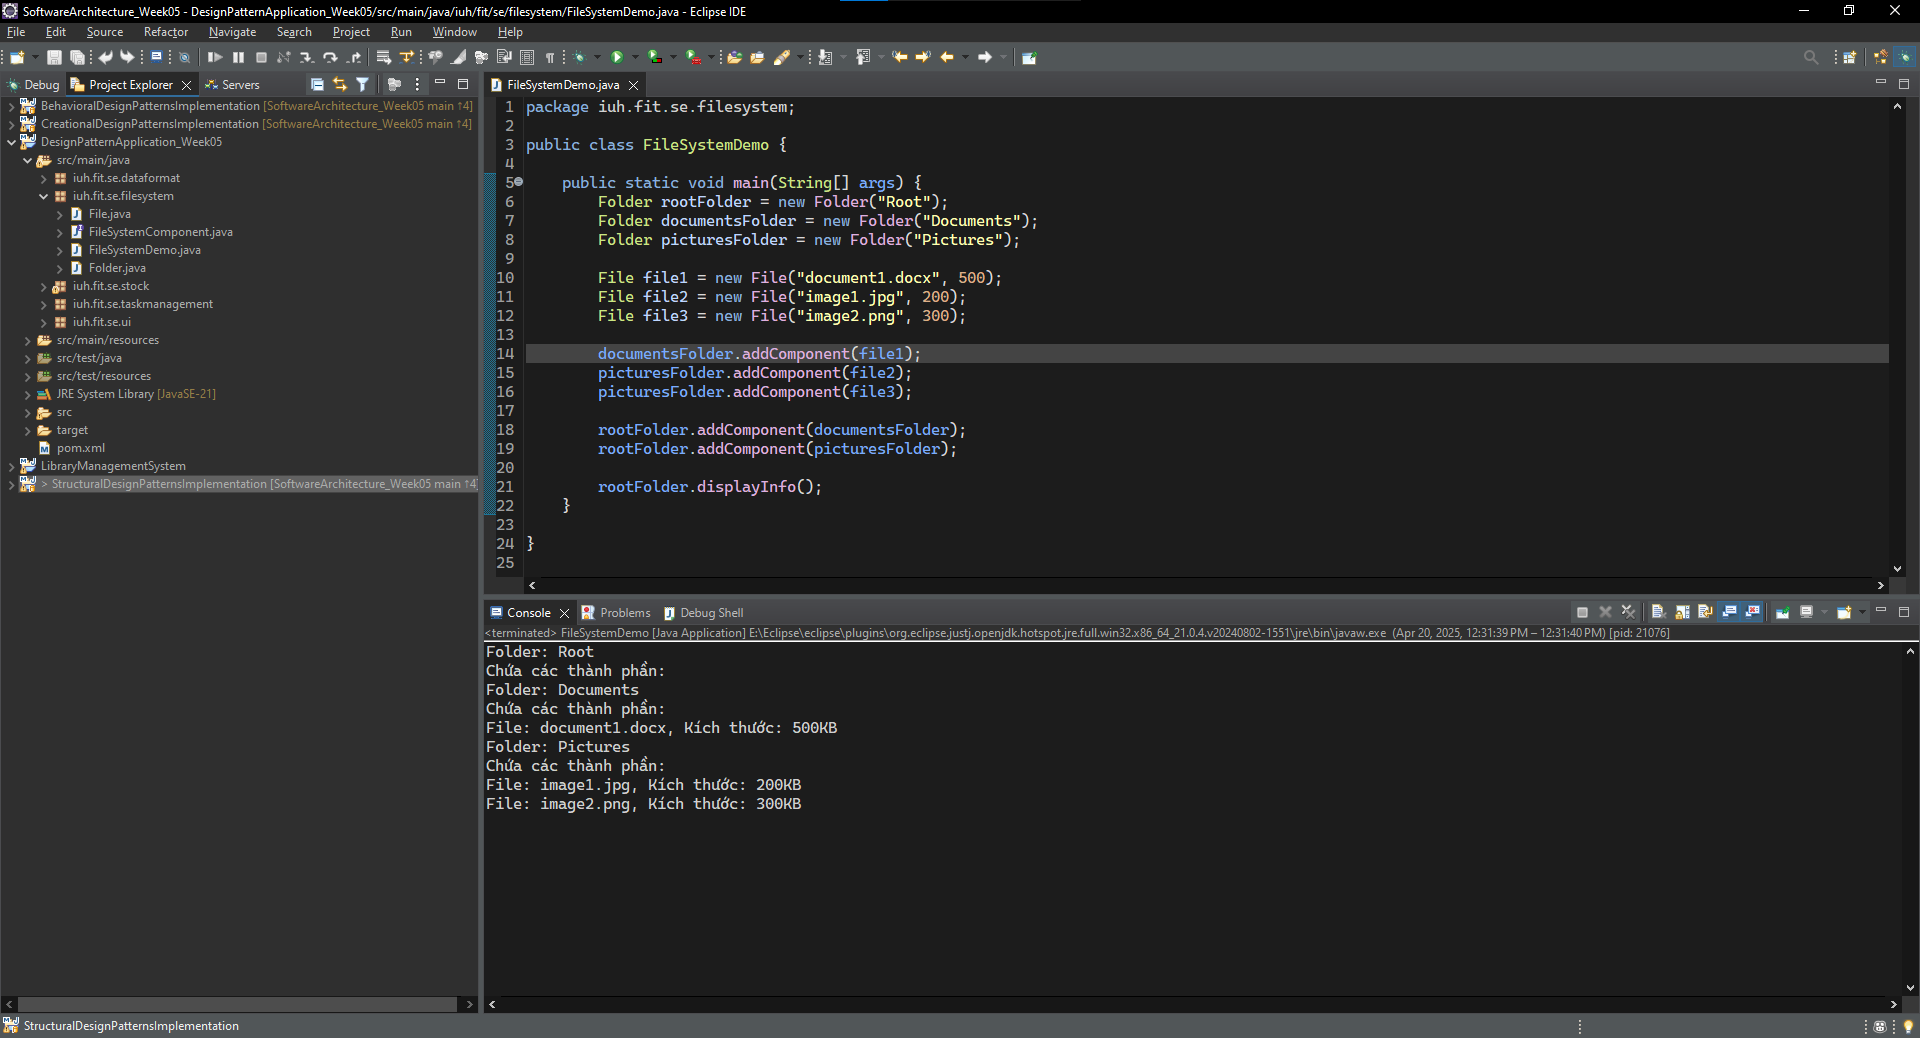 SoftwareArchitecture_Week05 - DesignPatternApplication_Week05/src/main/java/iuh/fit/se/filesystem/FileSystemDemo.java - Eclipse IDE
File Edit Source Refactor Navigate Search Project Run Window Help
Debug Project Explorer Servers
BehavioralDesignPatternsImplementation [SoftwareArchitecture_Week05 main ↑4]
CreationalDesignPatternsImplementation [SoftwareArchitecture_Week05 main ↑4]
DesignPatternApplication_Week05
src/main/java
iuh.fit.se.dataformat
iuh.fit.se.filesystem
File.java
FileSystemComponent.java
FileSystemDemo.java
Folder.java
iuh.fit.se.stock
iuh.fit.se.taskmanagement
iuh.fit.se.ui
src/main/resources
src/test/java
src/test/resources
JRE System Library [JavaSE-21]
src
target
pom.xml
LibraryManagementSystem
> StructuralDesignPatternsImplementation [SoftwareArchitecture_Week05 main ↑4]
FileSystemDemo.java
1 package iuh.fit.se.filesystem;
2
3 public class FileSystemDemo {
4
5 public static void main(String[] args) {
6 Folder rootFolder = new Folder("Root");
7 Folder documentsFolder = new Folder("Documents");
8 Folder picturesFolder = new Folder("Pictures");
9
10 File file1 = new File("document1.docx", 500);
11 File file2 = new File("image1.jpg", 200);
12 File file3 = new File("image2.png", 300);
13
14 documentsFolder.addComponent(file1);
15 picturesFolder.addComponent(file2);
16 picturesFolder.addComponent(file3);
17
18 rootFolder.addComponent(documentsFolder);
19 rootFolder.addComponent(picturesFolder);
20
21 rootFolder.displayInfo();
22 }
23
24 }
25
Console Problems Debug Shell
<terminated> FileSystemDemo [Java Application] E:\Eclipse\eclipse\plugins\org.eclipse.justj.openjdk.hotspot.jre.full.win32.x86_64_21.0.4.v20240802-1551\jre\bin\javaw.exe (Apr 20, 2025, 12:31:39 PM – 12:31:40 PM) [pid: 21076]
Folder: Root
Chứa các thành phần:
Folder: Documents
Chứa các thành phần:
File: document1.docx, Kích thước: 500KB
Folder: Pictures
Chứa các thành phần:
File: image1.jpg, Kích thước: 200KB
File: image2.png, Kích thước: 300KB
StructuralDesignPatternsImplementation